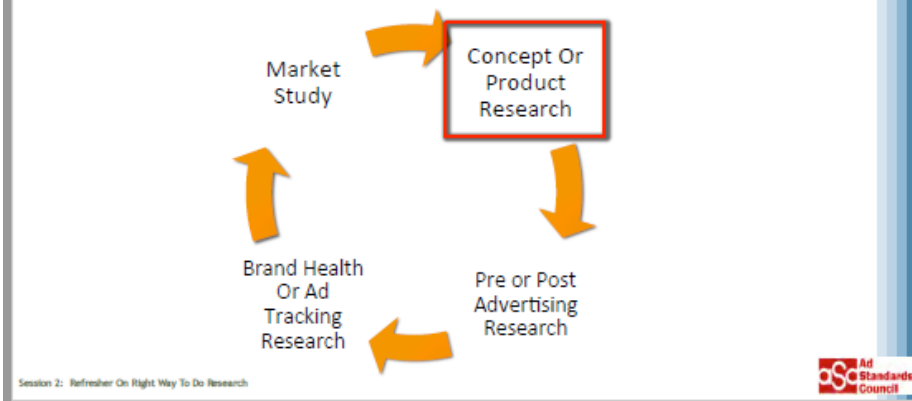 Market
Study
Concept Or
Product
Research
Brand Health
Or Ad
Tracking
Research
Pre or Post
Advertising
Research
Session 2: Refresher On Right Way To Do Research
asc Ad
Standards
Council